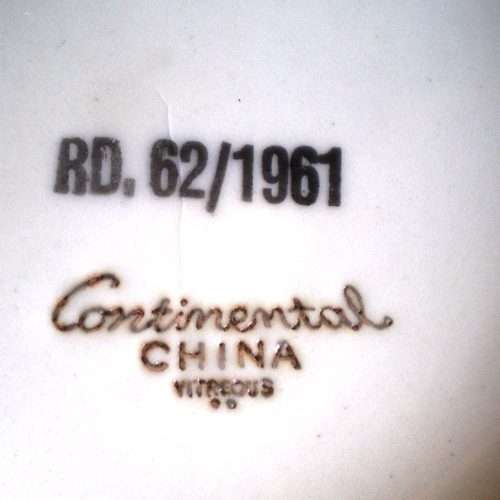 RD. 62/1961
Continental
CHINA
VITREOUS